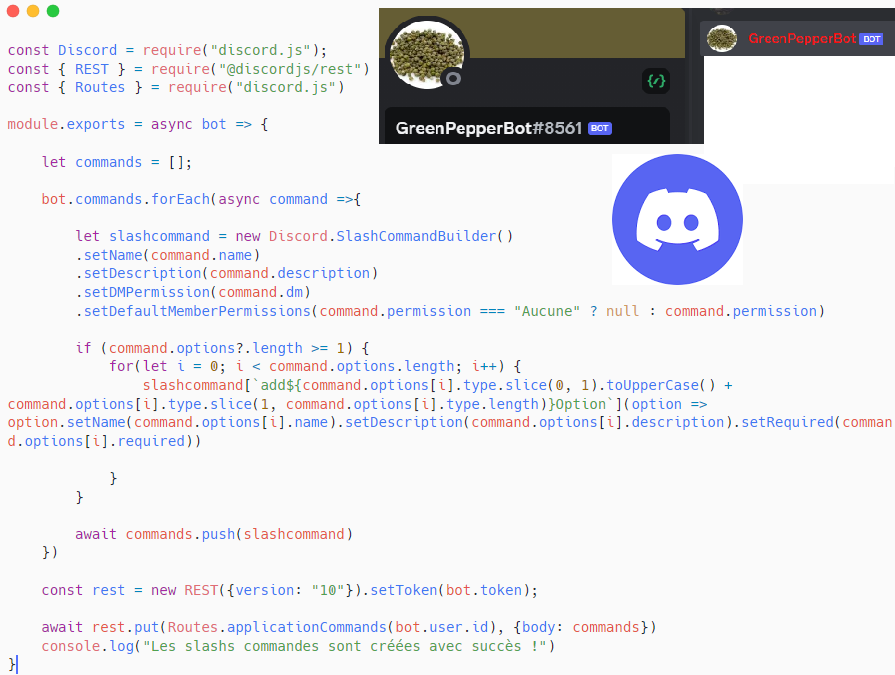 const Discord = require("discord.js");
const { REST } = require("@discordjs/rest")
const { Routes } = require("discord.js")
module.exports = async bot => {
let commands = [];
bot.commands.forEach(async command =>{
let slashcommand = new Discord.SlashCommandBuilder()
.setName(command.name)
.setDescription(command.description)
.setDMPermission(command.dm)
.setDefaultMemberPermissions(command.permission === "Aucune" ? null : command.permission)
if (command.options?.length >= 1) {
for(let i = 0; i < command.options.length; i++) {
slashcommand[`add${command.options[i].type.slice(0, 1).toUpperCase() +
command.options[i].type.slice(1, command.options[i].type.length)}Option`](option =>
option.setName(command.options[i].name).setDescription(command.options[i].description).setRequired(comman
d.options[i].required))
}
}
await commands.push(slashcommand)
})
const rest = new REST({version: "10"}).setToken(bot.token);
await rest.put(Routes.applicationCommands(bot.user.id), {body: commands})
console.log("Les slashs commandes sont créées avec succès !")
}
GreenPepperBot#8561 BOT
GreenPepperBot BOT